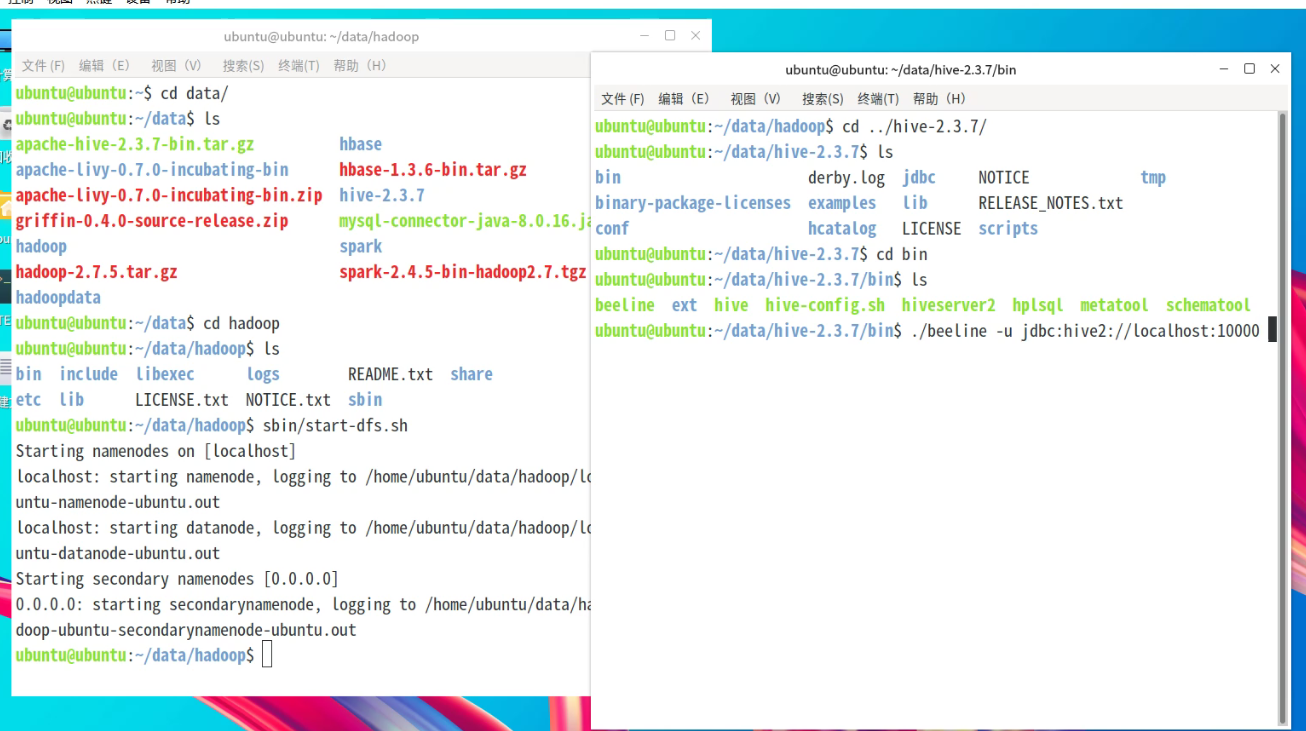 控制 视图 热键 设备 帮助
ubuntu@ubuntu: ~/data/hadoop
文件 (F) 编辑 (E) 视图 (V) 搜索(S) 终端(T) 帮助 (H)
ubuntu@ubuntu:~$ cd data/
ubuntu@ubuntu:~/data$ ls
apache-hive-2.3.7-bin.tar.gz hbase
apache-livy-0.7.0-incubating-bin hbase-1.3.6-bin.tar.gz
apache-livy-0.7.0-incubating-bin.zip hive-2.3.7
griffin-0.4.0-source-release.zip mysql-connector-java-8.0.16.ja
hadoop spark
hadoop-2.7.5.tar.gz spark-2.4.5-bin-hadoop2.7.tgz
hadoopdata
ubuntu@ubuntu:~/data$ cd hadoop
ubuntu@ubuntu:~/data/hadoop$ ls
bin include libexec logs README.txt share
etc lib LICENSE.txt NOTICE.txt sbin
ubuntu@ubuntu:~/data/hadoop$ sbin/start-dfs.sh
Starting namenodes on [localhost]
localhost: starting namenode, logging to /home/ubuntu/data/hadoop/lo
untu-namenode-ubuntu.out
localhost: starting datanode, logging to /home/ubuntu/data/hadoop/lo
untu-datanode-ubuntu.out
Starting secondary namenodes [0.0.0.0]
0.0.0.0: starting secondarynamenode, logging to /home/ubuntu/data/ha
doop-ubuntu-secondarynamenode-ubuntu.out
ubuntu@ubuntu:~/data/hadoop$
ubuntu@ubuntu: ~/data/hive-2.3.7/bin
文件 (F) 编辑 (E) 视图 (V) 搜索(S) 终端(T) 帮助 (H)
ubuntu@ubuntu:~/data/hadoop$ cd ../hive-2.3.7/
ubuntu@ubuntu:~/data/hive-2.3.7$ ls
bin derby.log jdbc NOTICE tmp
binary-package-licenses examples lib RELEASE_NOTES.txt
conf hcatalog LICENSE scripts
ubuntu@ubuntu:~/data/hive-2.3.7$ cd bin
ubuntu@ubuntu:~/data/hive-2.3.7/bin$ ls
beeline ext hive hive-config.sh hiveserver2 hplsql metatool schematool
ubuntu@ubuntu:~/data/hive-2.3.7/bin$ ./beeline -u jdbc:hive2://localhost:10000